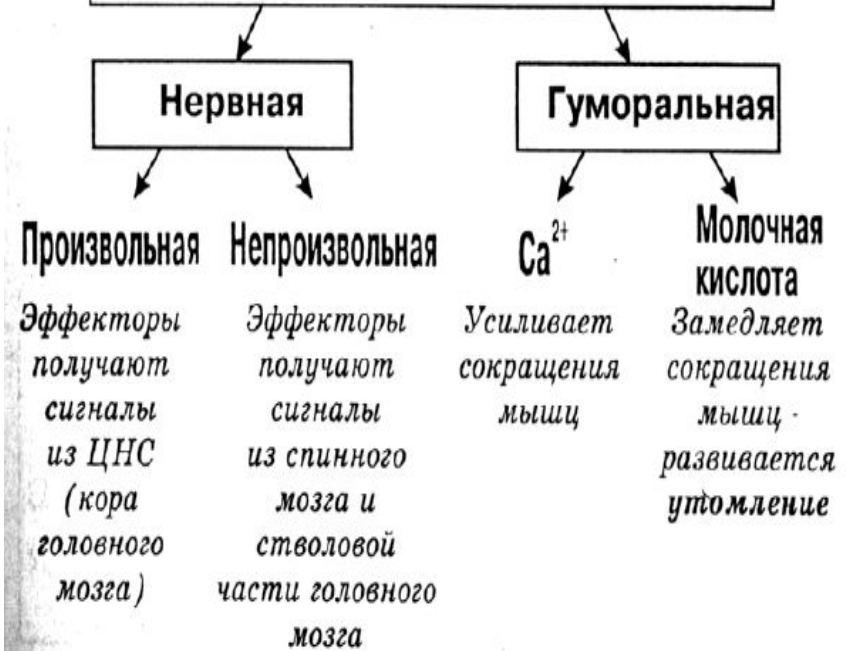 Нервная
Гуморальная
Произвольная
Эффекторы
получают
сигналы
из ЦНС
(кора
головного
мозга)
Непроизвольная
Эффекторы
получают
сигналы
из спинного
мозга и
стволовой
части головного
мозга
Ca²⁺
Усиливает
сокращения
мышц
Молочная
кислота
Замедляет
сокращения
мышц -
развивается
утомление